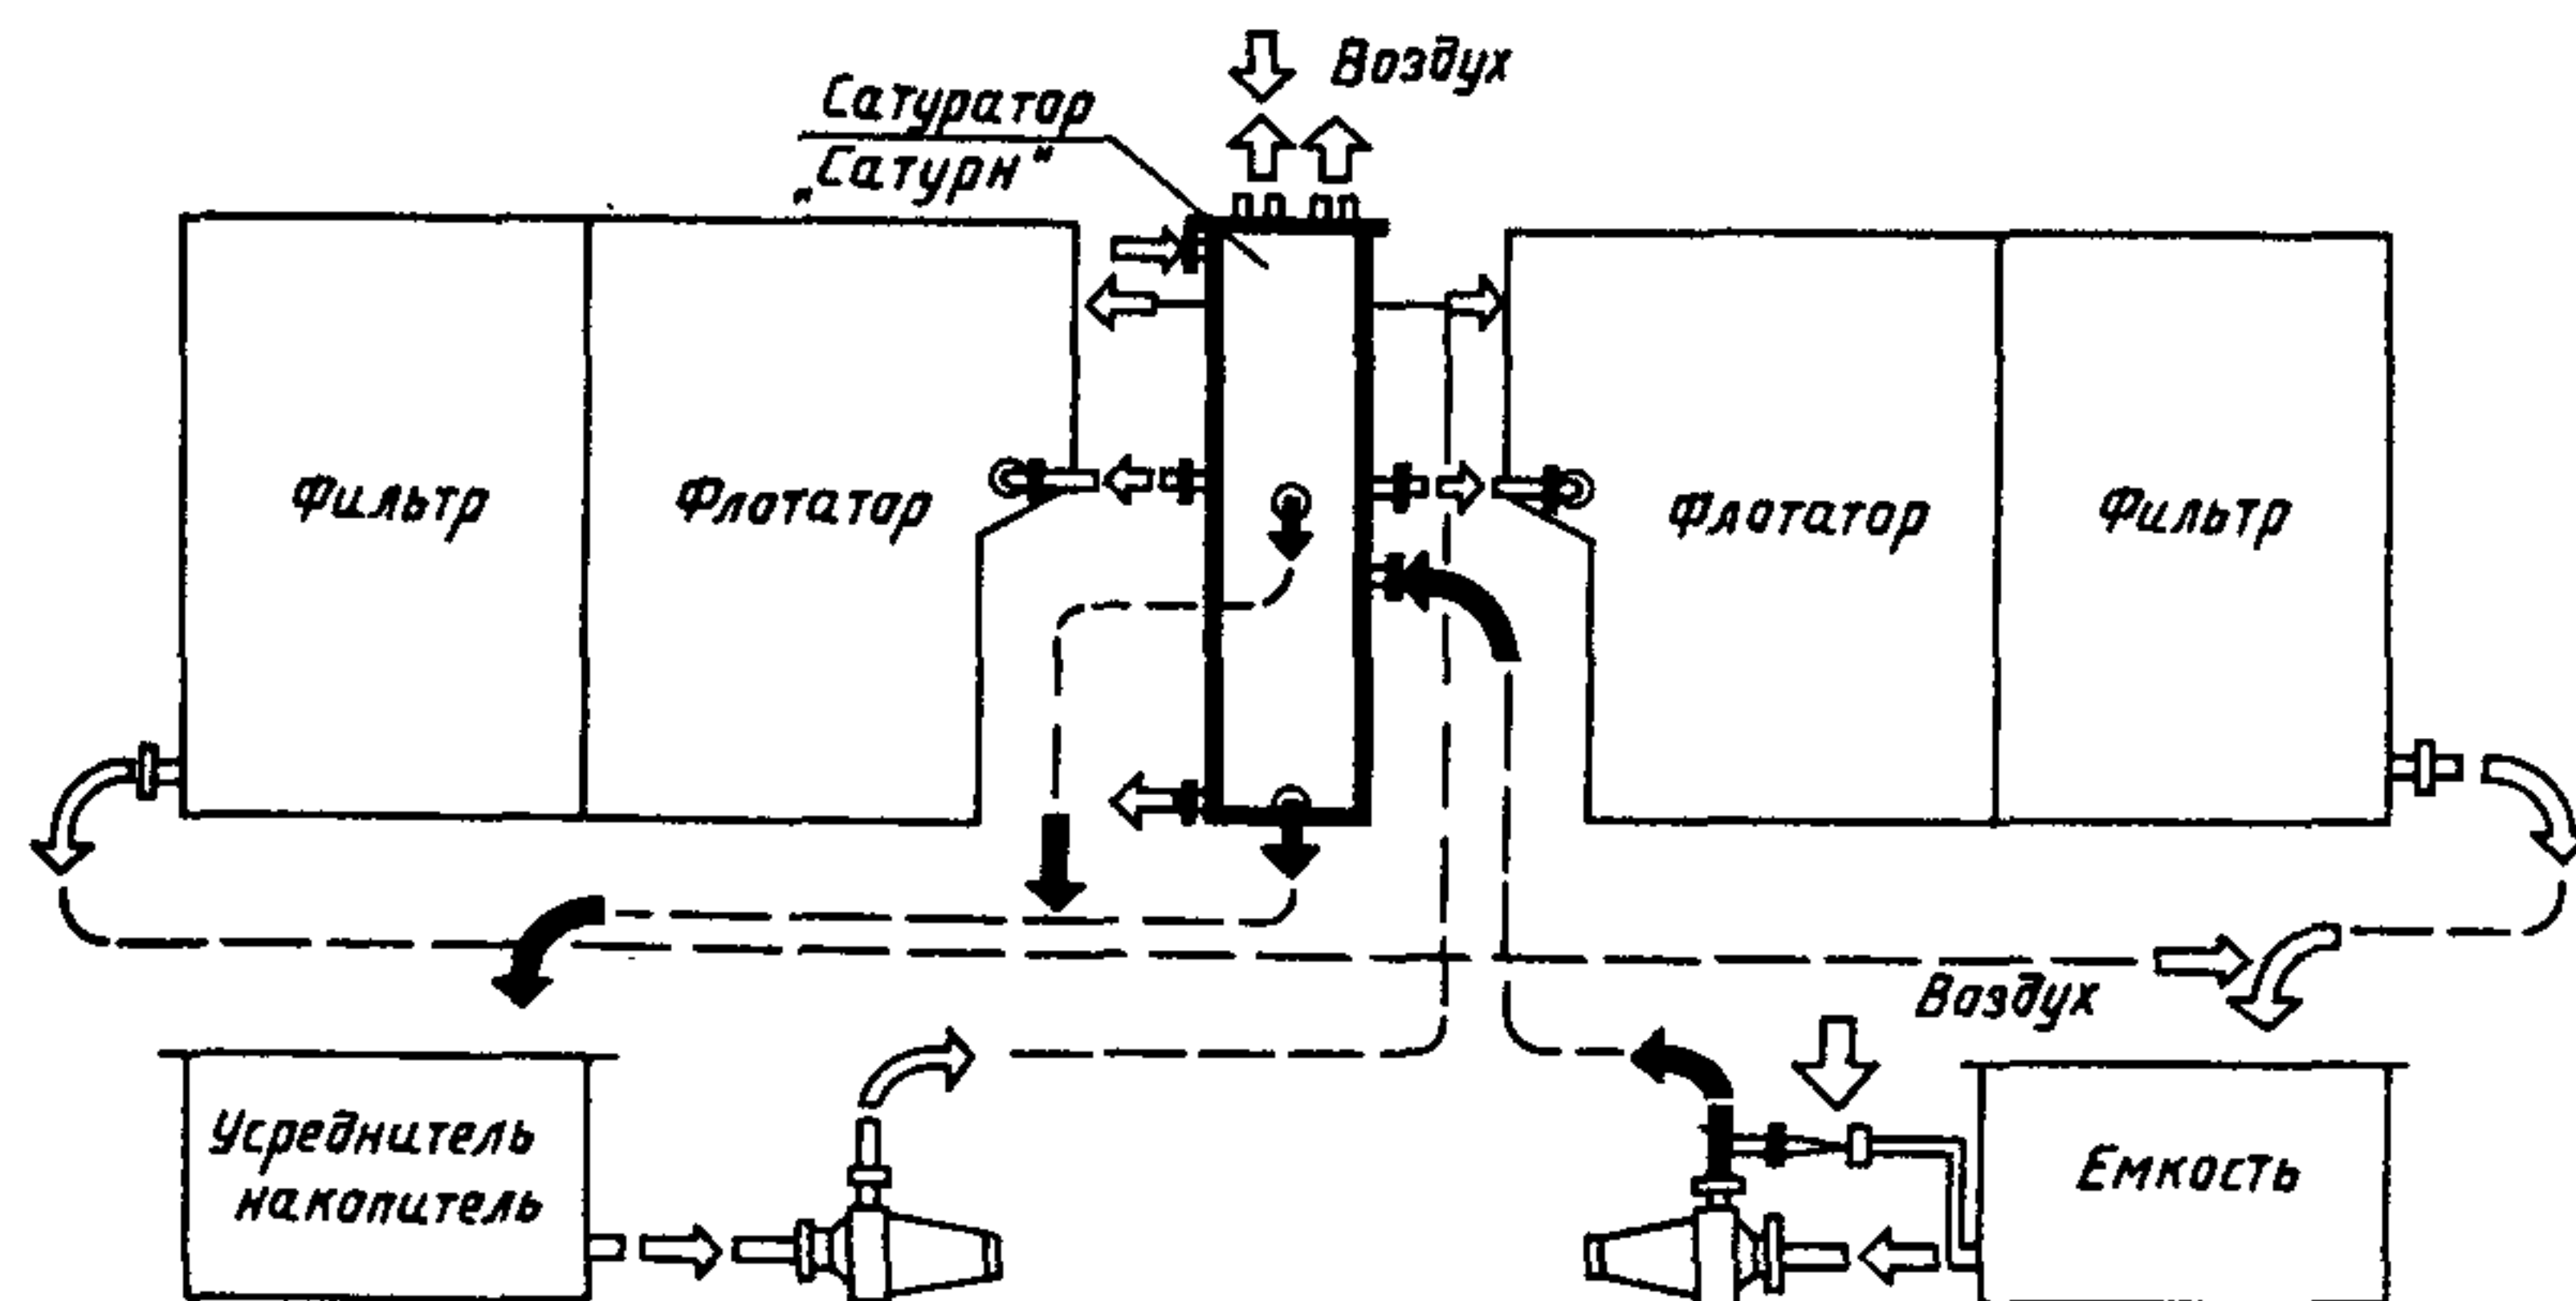 Воздух
Сатуратор
„Сатурн"
Фильтр
Флотатор
Флотатор
Фильтр
Воздух
Усреднитель
накопитель
Емкость